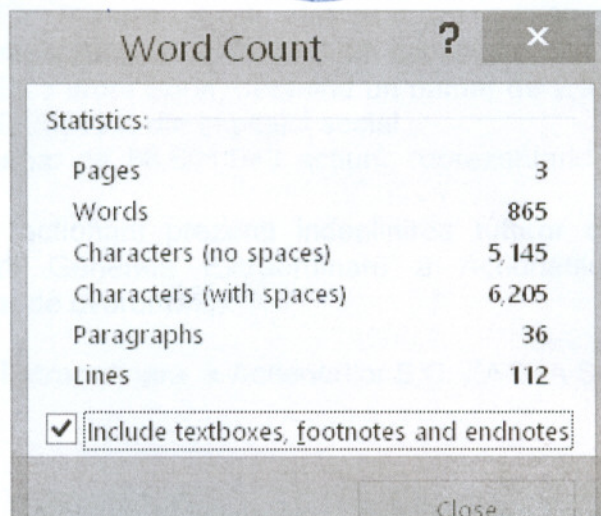 Word Count ? ×
Statistics:
Pages 3
Words 865
Characters (no spaces) 5,145
Characters (with spaces) 6,205
Paragraphs 36
Lines 112
Include textboxes, footnotes and endnotes
Close